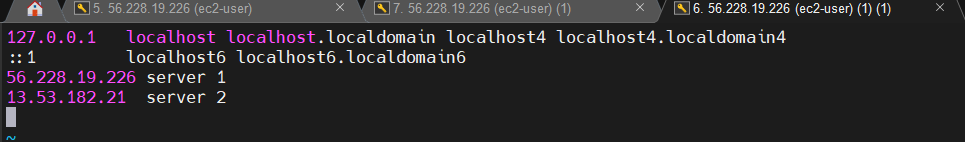 5. 56.228.19.226 (ec2-user)
7. 56.228.19.226 (ec2-user) (1)
6. 56.228.19.226 (ec2-user) (1) (1)
127.0.0.1   localhost localhost.localdomain localhost4 localhost4.localdomain4
::1         localhost6 localhost6.localdomain6
56.228.19.226 server 1
13.53.182.21  server 2
~